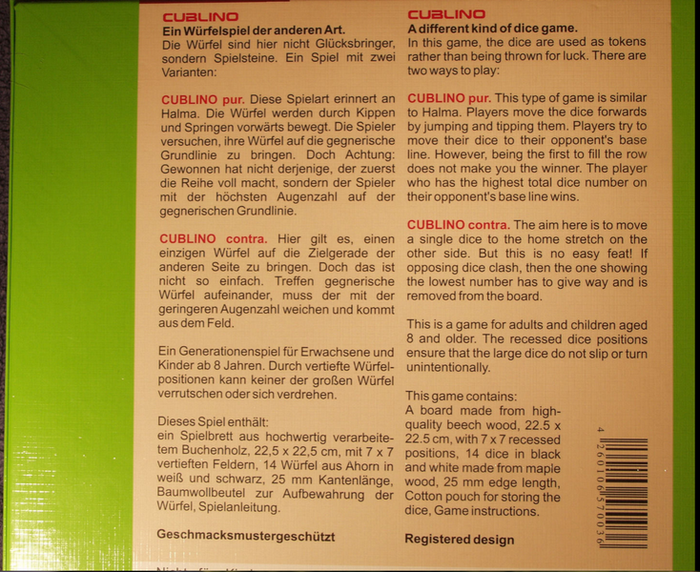 CUBLINO
Ein Würfelspiel der anderen Art.
Die Würfel sind hier nicht Glücksbringer,
sondern Spielsteine. Ein Spiel mit zwei
Varianten:
CUBLINO pur. Diese Spielart erinnert an
Halma. Die Würfel werden durch Kippen
und Springen vorwärts bewegt. Die Spieler
versuchen, ihre Würfel auf die gegnerische
Grundlinie zu bringen. Doch Achtung:
Gewonnen hat nicht derjenige, der zuerst
die Reihe voll macht, sondern der Spieler
mit der höchsten Augenzahl auf der
gegnerischen Grundlinie.
CUBLINO contra. Hier gilt es, einen
einzigen Würfel auf die Zielgerade der
anderen Seite zu bringen. Doch das ist
nicht so einfach. Treffen gegnerische
Würfel aufeinander, muss der mit der
geringeren Augenzahl weichen und kommt
aus dem Feld.
Ein Generationenspiel für Erwachsene und
Kinder ab 8 Jahren. Durch vertiefte Würfel-
positionen kann keiner der großen Würfel
verrutschen oder sich verdrehen.
Dieses Spiel enthält:
ein Spielbrett aus hochwertig verarbeite-
tem Buchenholz, 22,5 x 22,5 cm, mit 7 x 7
vertieften Feldern, 14 Würfel aus Ahorn in
weiß und schwarz, 25 mm Kantenlänge,
Baumwollbeutel zur Aufbewahrung der
Würfel, Spielanleitung.
Geschmacksmustergeschützt
CUBLINO
A different kind of dice game.
In this game, the dice are used as tokens
rather than being thrown for luck. There are
two ways to play:
CUBLINO pur. This type of game is similar
to Halma. Players move the dice forwards
by jumping and tipping them. Players try to
move their dice to their opponent's base
line. However, being the first to fill the row
does not make you the winner. The player
who has the highest total dice number on
their opponent's base line wins.
CUBLINO contra. The aim here is to move
a single dice to the home stretch on the
other side. But this is no easy feat! If
opposing dice clash, then the one showing
the lowest number has to give way and is
removed from the board.
This is a game for adults and children aged
8 and older. The recessed dice positions
ensure that the large dice do not slip or turn
unintentionally.
This game contains:
A board made from high-
quality beech wood, 22.5 x
22.5 cm, with 7 x 7 recessed
positions, 14 dice in black
and white made from maple
wood, 25 mm edge length,
Cotton pouch for storing the
dice, Game instructions.
Registered design
4 260106 570036